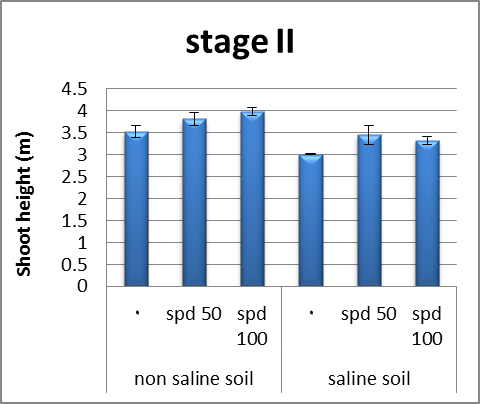 stage II
Shoot height (m)
4.5
4
3.5
3
2.5
2
1.5
1
0.5
0
. spd 50 spd . spd 50 spd
100 100
non saline soil saline soil